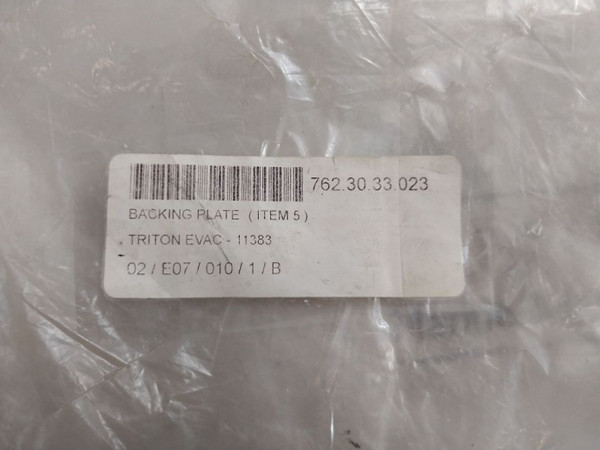 762.30.33.023
BACKING PLATE ( ITEM 5 )
TRITON EVAC - 11383
02 / E07 / 010 / 1 / B